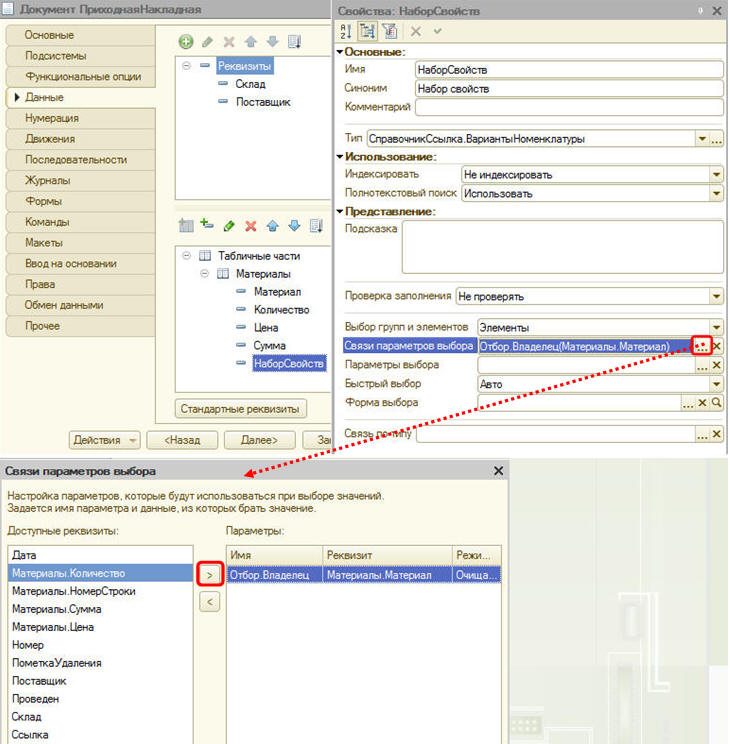 Документ ПриходнаяНакладная
Основные
Подсистемы
Функциональные опции
Данные
Нумерация
Движения
Последовательности
Журналы
Формы
Команды
Макеты
Ввод на основании
Права
Обмен данными
Прочее
Реквизиты
Склад
Поставщик
Табличные части
Материалы
Материал
Количество
Цена
Сумма
НаборСвойств
Стандартные реквизиты
Действия
<Назад
Далее>
Свойства: НаборСвойств
Основные:
Имя НаборСвойств
Синоним Набор свойств
Комментарий
Тип СправочникСсылка.ВариантыНоменклатуры ...
Использование:
Индексировать Не индексировать
Полнотекстовый поиск Использовать
Представление:
Подсказка
Проверка заполнения Не проверять
Выбор групп и элементов Элементы
Связи параметров выбора Отбор.Владелец(Материалы.Материал) ...
Параметры выбора ...
Быстрый выбор Авто
Форма выбора ...
Связь по типу ...
Связи параметров выбора
Настройка параметров, которые будут использоваться при выборе значений.
Задается имя параметра и данные, из которых брать значение.
Доступные реквизиты:
Дата
Материалы.Количество
Материалы.НомерСтроки
Материалы.Сумма
Материалы.Цена
Номер
ПометкаУдаления
Поставщик
Проведен
Склад
Ссылка
>
<
Параметры:
Имя Реквизит Режи...
Отбор.Владелец Материалы.Материал Очища...